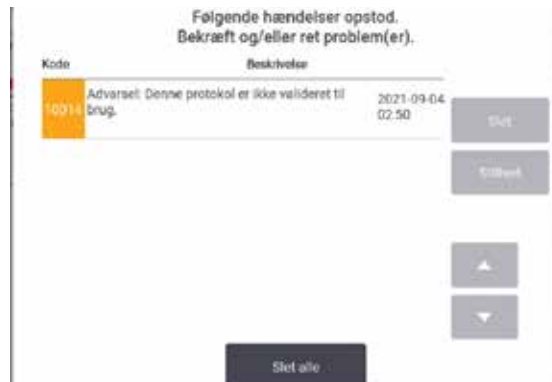 Følgende hændelser opstod.
Bekræft og/eller ret problem(er).
Kode Beskrivelse
10014 Advarsel: Denne protokol er ikke valideret til brug. 2021-09-04 02:50
Slet
Stilhed
Slet alle